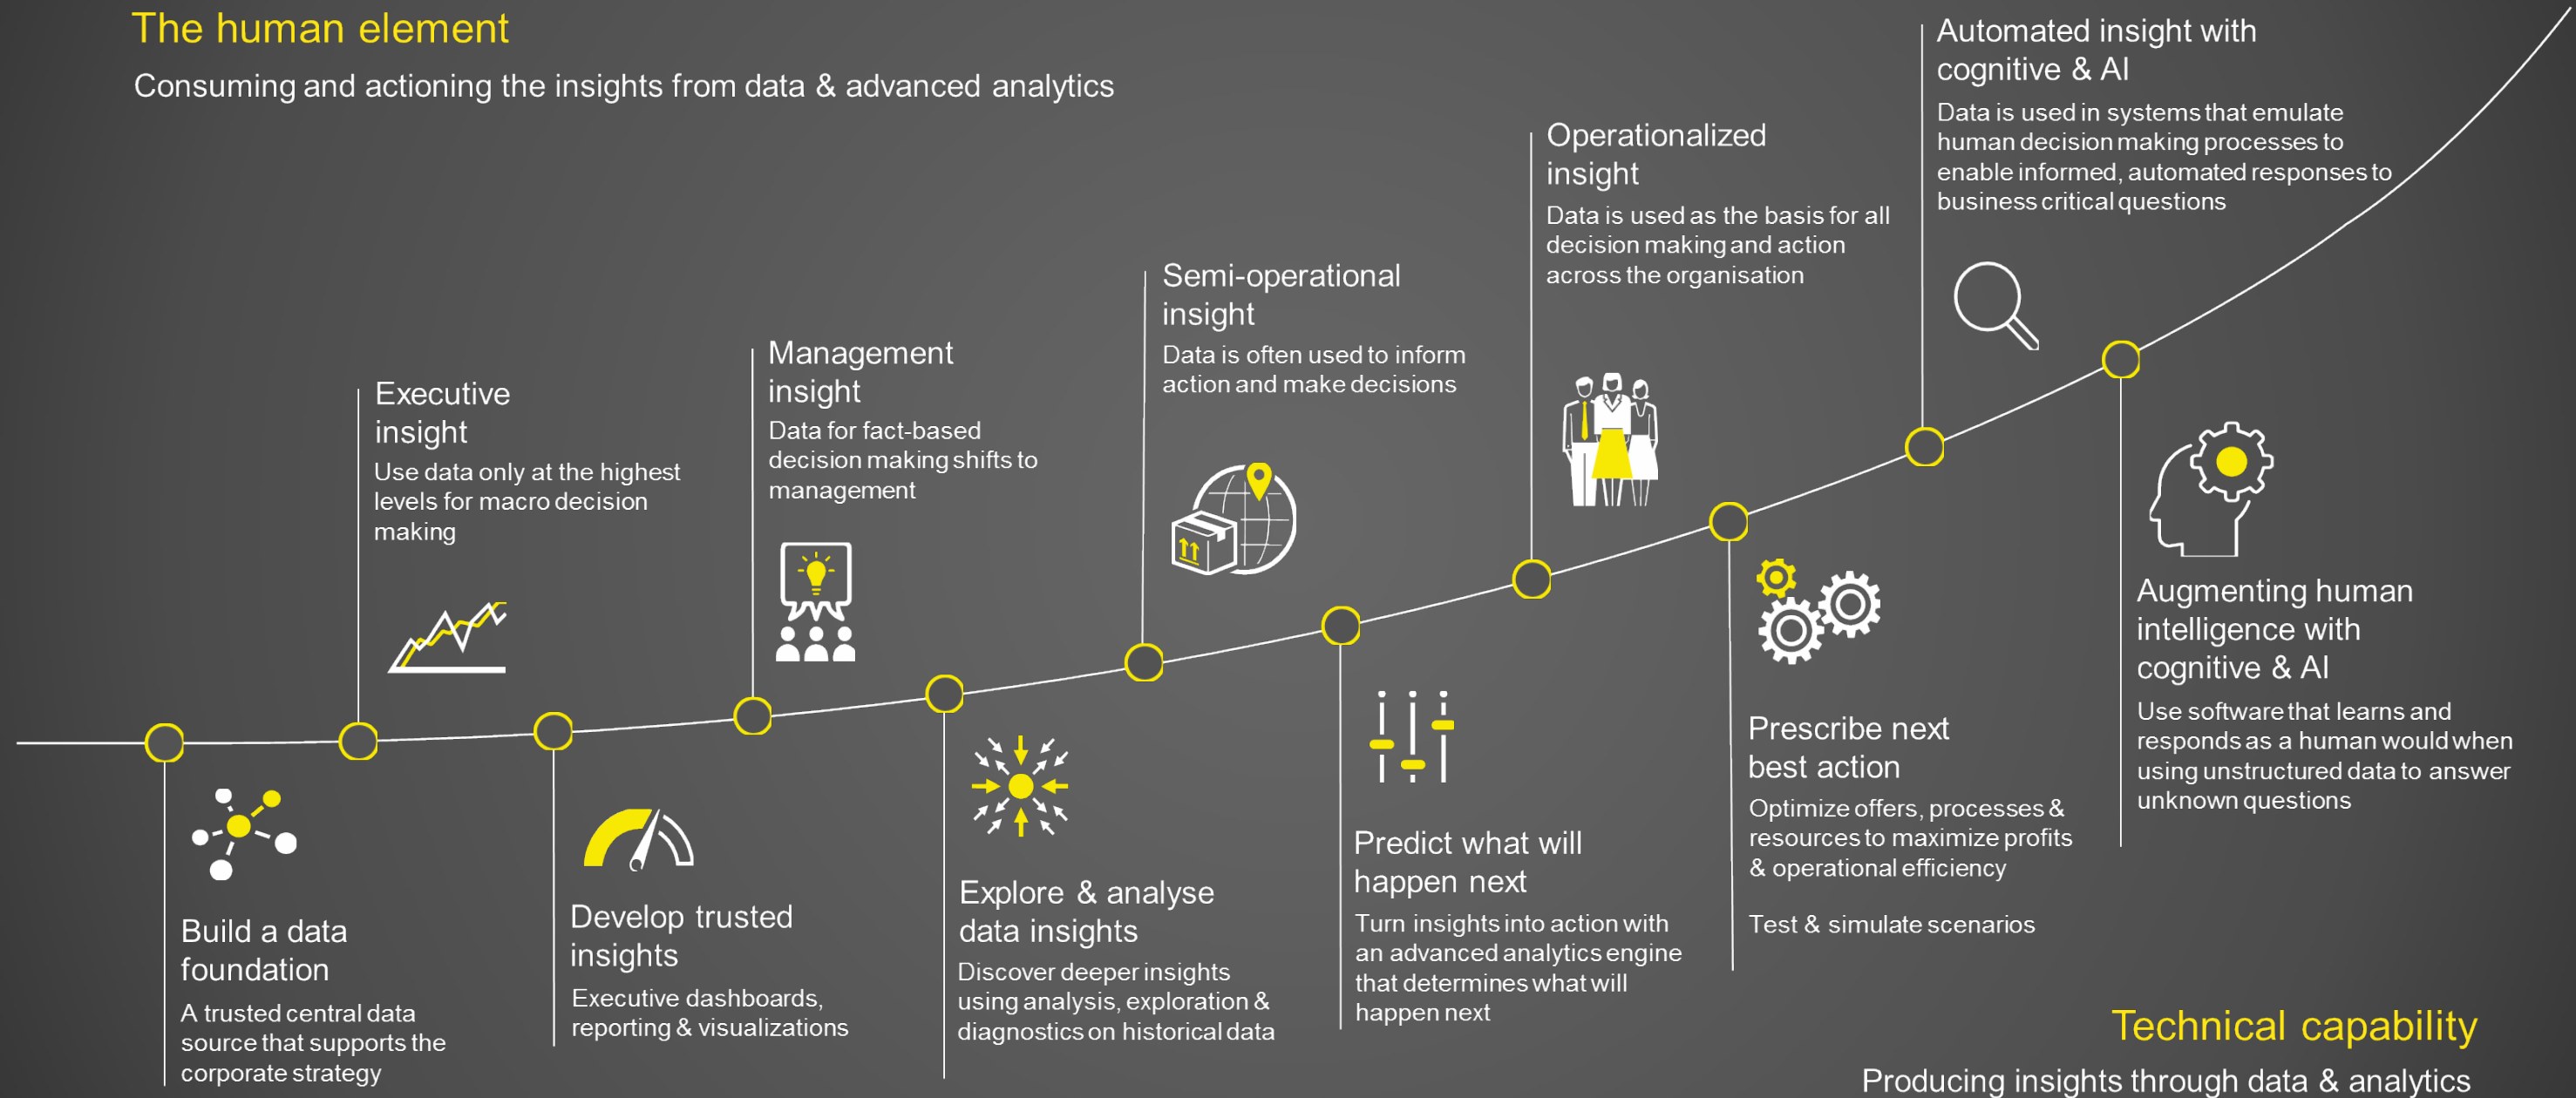 The human element
Consuming and actioning the insights from data & advanced analytics
Executive
insight
Use data only at the highest
levels for macro decision
making
Management
insight
Data for fact-based
decision making shifts to
management
Semi-operational
insight
Data is often used to inform
action and make decisions
Operationalized
insight
Data is used as the basis for all
decision making and action
across the organisation
Automated insight with
cognitive & AI
Data is used in systems that emulate
human decision making processes to
enable informed, automated responses to
business critical questions
Build a data
foundation
A trusted central data
source that supports the
corporate strategy
Develop trusted
insights
Executive dashboards,
reporting & visualizations
Explore & analyse
data insights
Discover deeper insights
using analysis, exploration &
diagnostics on historical data
Predict what will
happen next
Turn insights into action with
an advanced analytics engine
that determines what will
happen next
Prescribe next
best action
Optimize offers, processes &
resources to maximize profits
& operational efficiency
Test & simulate scenarios
Augmenting human
intelligence with
cognitive & AI
Use software that learns and
responds as a human would when
using unstructured data to answer
unknown questions
Technical capability
Producing insights through data & analytics